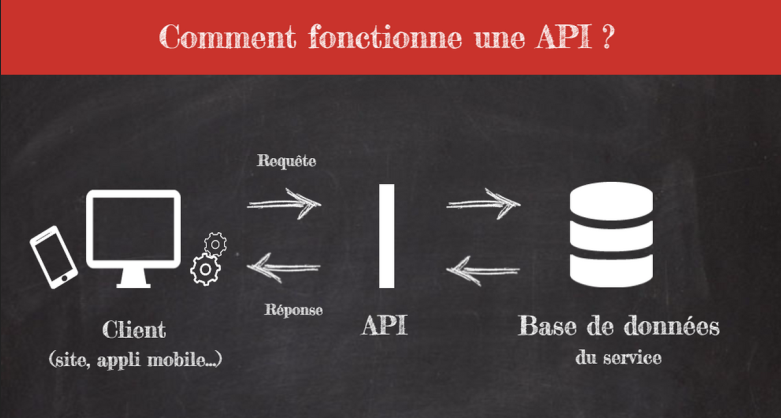 Comment fonctionne une API ?
Requête
Réponse
Client
(site, appli mobile...)
API
Base de données
du service